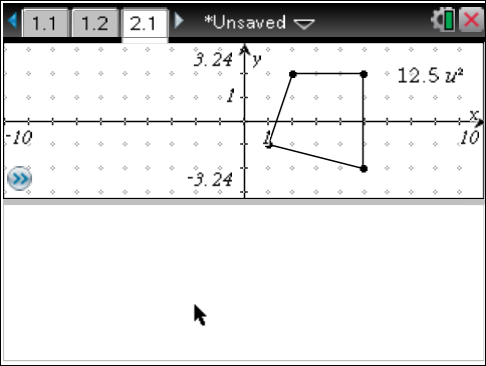 1.1 1.2 2.1 *Unsaved
3.24 y
12.5 u²
1
x
-10 1 10
-3.24